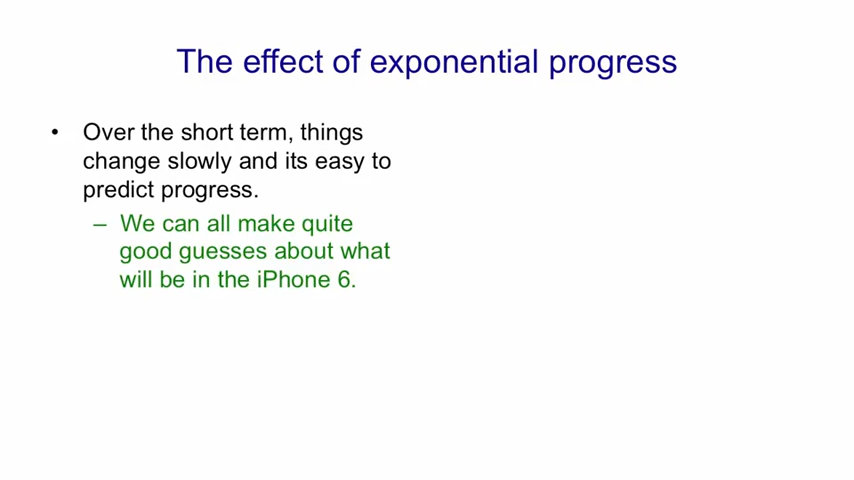 The effect of exponential progress
• Over the short term, things
change slowly and its easy to
predict progress.
– We can all make quite
good guesses about what
will be in the iPhone 6.